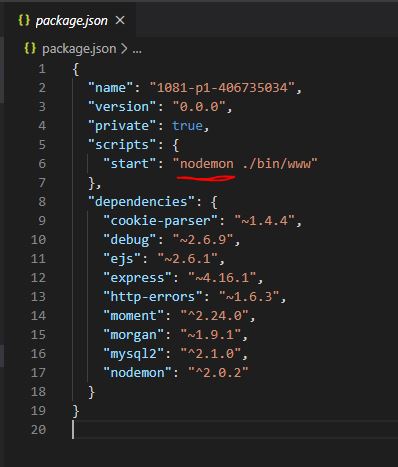 {} package.json ×
{} package.json > ...
1 {
2 "name": "1081-p1-406735034",
3 "version": "0.0.0",
4 "private": true,
5 "scripts": {
6 "start": "nodemon ./bin/www"
7 },
8 "dependencies": {
9 "cookie-parser": "~1.4.4",
10 "debug": "~2.6.9",
11 "ejs": "~2.6.1",
12 "express": "~4.16.1",
13 "http-errors": "~1.6.3",
14 "moment": "^2.24.0",
15 "morgan": "~1.9.1",
16 "mysql2": "^2.1.0",
17 "nodemon": "^2.0.2"
18 }
19 }
20